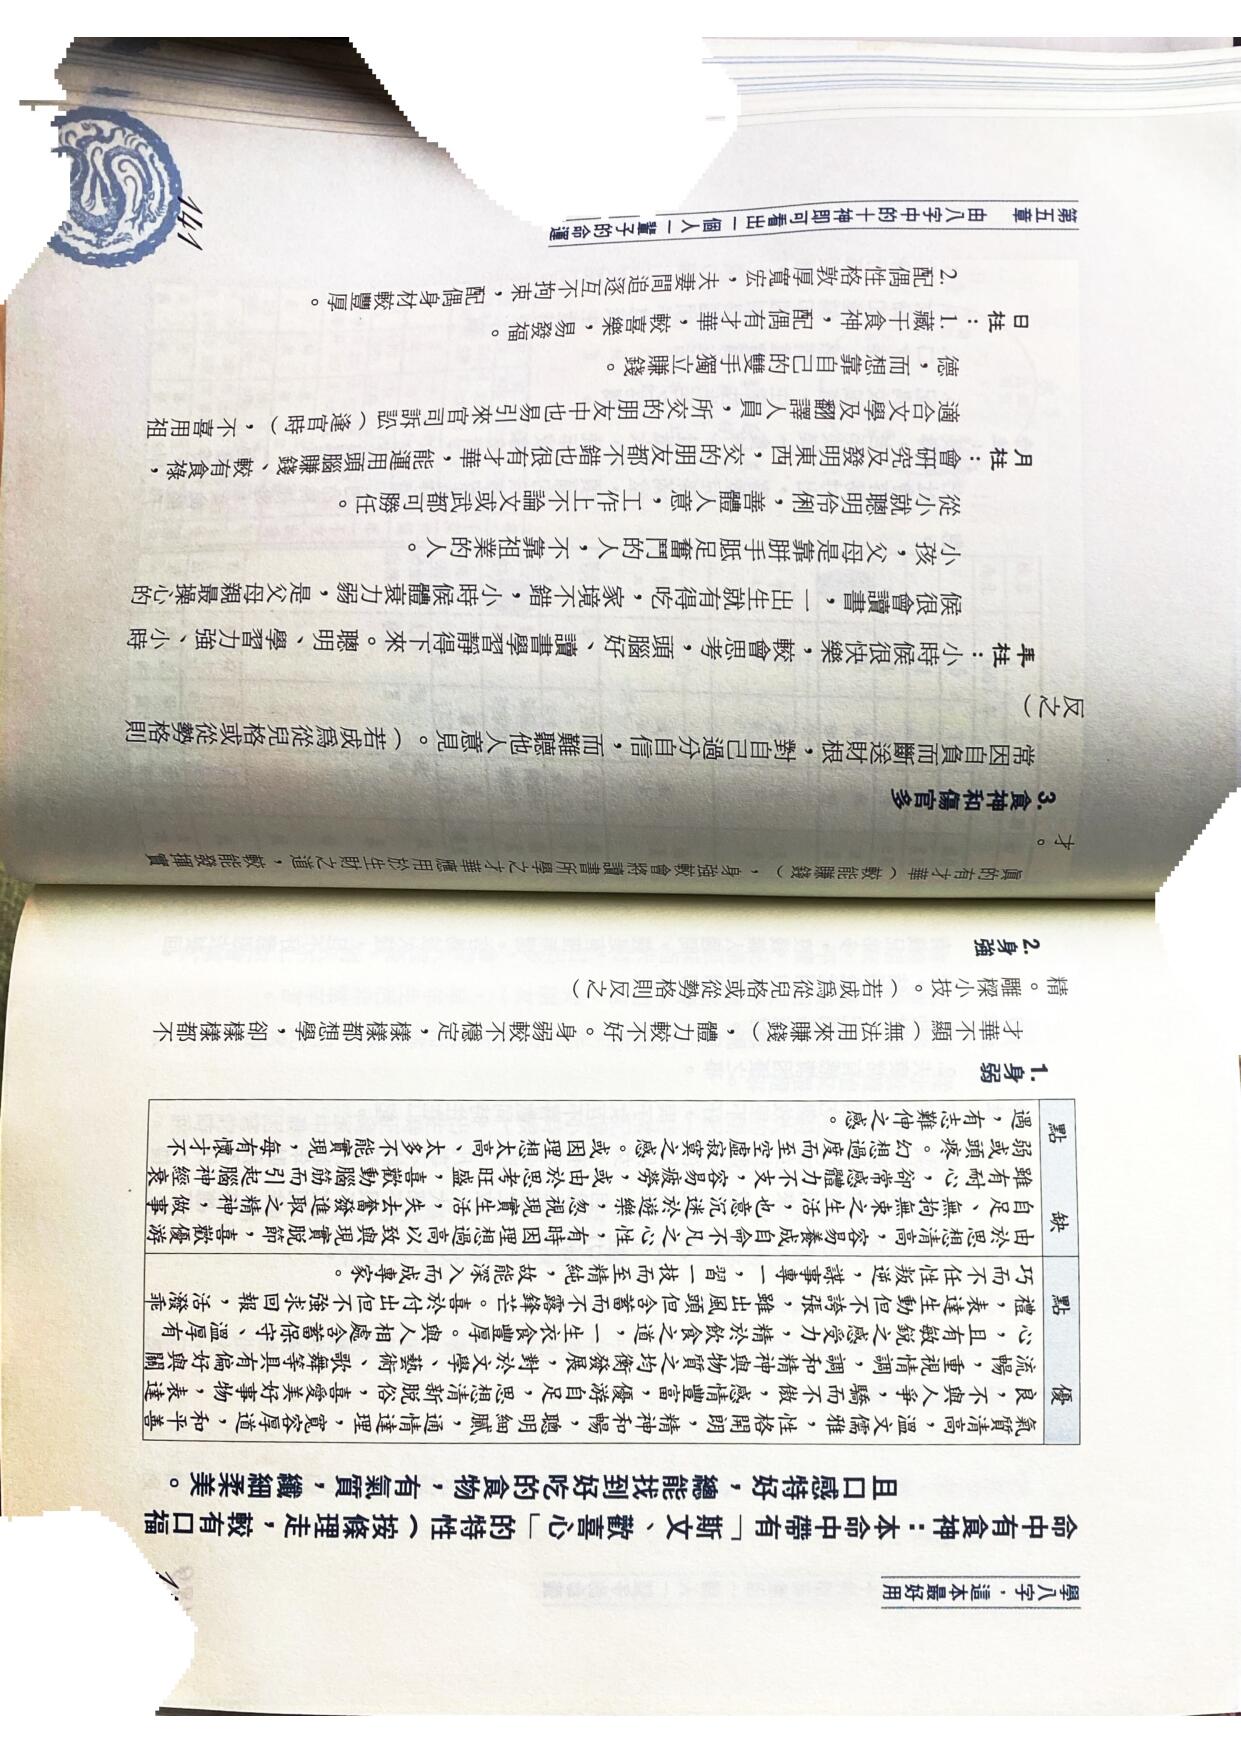 學八字，這本最好用
命中有食神：本命中帶有「斯文、歡喜心」的特性（按條理走，較有口福
且口感特好，總能找到好吃的食物，有氣質，纖細柔美。
優點
氣質清高，溫文儒雅，性格開朗，精神和暢，聰明細膩，通情達理，寬容厚道，和平善
良，不與人爭，驕而不傲，感情豐富，優游自足，思想清新脫俗，喜愛美好事物，表達
流暢，重視情調，調和精神與物質之均衡發展，對於文學、藝術、歌舞等具有偏好與關
心，且有敏銳之感受力，精於飲食之道，一生衣食豐厚。與人相處含蓄保守、溫厚有
禮，表達生動但不誇張，雖出風頭但含蓄而不露鋒芒。喜於付出但不強求回報，活潑乖
巧而不任性叛逆，謀事專一，習一技而至精純，故能深入而成專家。
缺點
由於思想清高，容易養成自命不凡之心性，有時因理想過高以致與現實脫節，喜歡優游
自足、無拘無束之生活，也意沉迷於遊樂，忽視現實生活，失去奮發進取之精神，做事
雖有耐心，卻常感體力不支，容易疲勞，或由於思考旺盛，喜歡動腦筋而引起腦神經衰
弱或頭疼。幻想過度而至空虛寂寞之感。或因理想太高、太多不能實現，每有懷才不
遇，有志難伸之感。
1.身弱
才華不顯（無法用來賺錢），體力較不好。身弱較不穩定，樣樣都想學，卻樣樣都不
精。雕樑小技。（若成爲從兒格或從勢格則反之）
2.身強
眞的有才華（較能賺錢），身強較會將讀書所學之才華應用於生財之道，較能發揮實
才。
3.食神和傷官多
常因自負而斷送財根，對自己過分自信，而難聽他人意見。（若成爲從兒格或從勢格則
反之）
年柱：小時候很快樂，較會思考，頭腦好、讀書學習靜得下來。聰明、學習力強、小時
候很會讀書，一出生就有得吃，家境不錯，小時候體衰力弱，是父母親最操心的
小孩，父母是靠胼手胝足奮鬥的人，不靠祖業的人。
從小就聰明伶俐，善體人意，工作上不論文或武都可勝任。
月柱：會研究及發明東西，交的朋友都不錯也很有才華，能運用頭腦賺錢、較有食祿，
適合文學及翻譯人員，所交的朋友中也易引來官司訴訟（逢官時），不喜用祖
德，而想靠自己的雙手獨立賺錢。
日柱：1.藏干食神，配偶有才華，較喜樂，易發福。
2.配偶性格敦厚寬宏，夫妻間追逐互不拘束，配偶身材較豐厚。
第五章　由八字中的十神即可看出一個人一輩子的命運
141